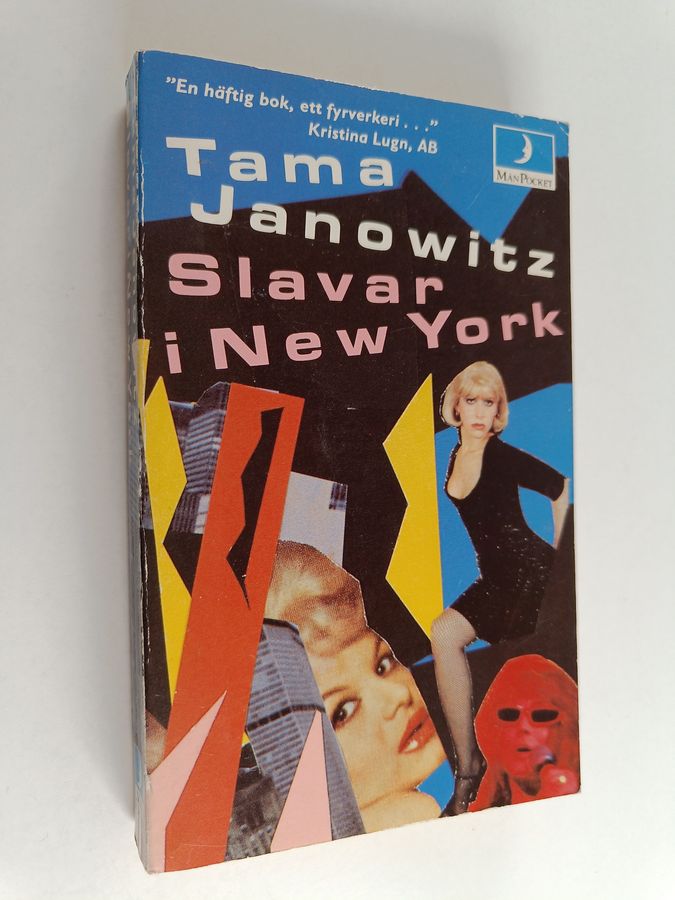 ”En häftig bok, ett fyrverkeri . . .”
Kristina Lugn, AB
MÅNPOCKET
Tama
Janowitz
Slavar
i New York